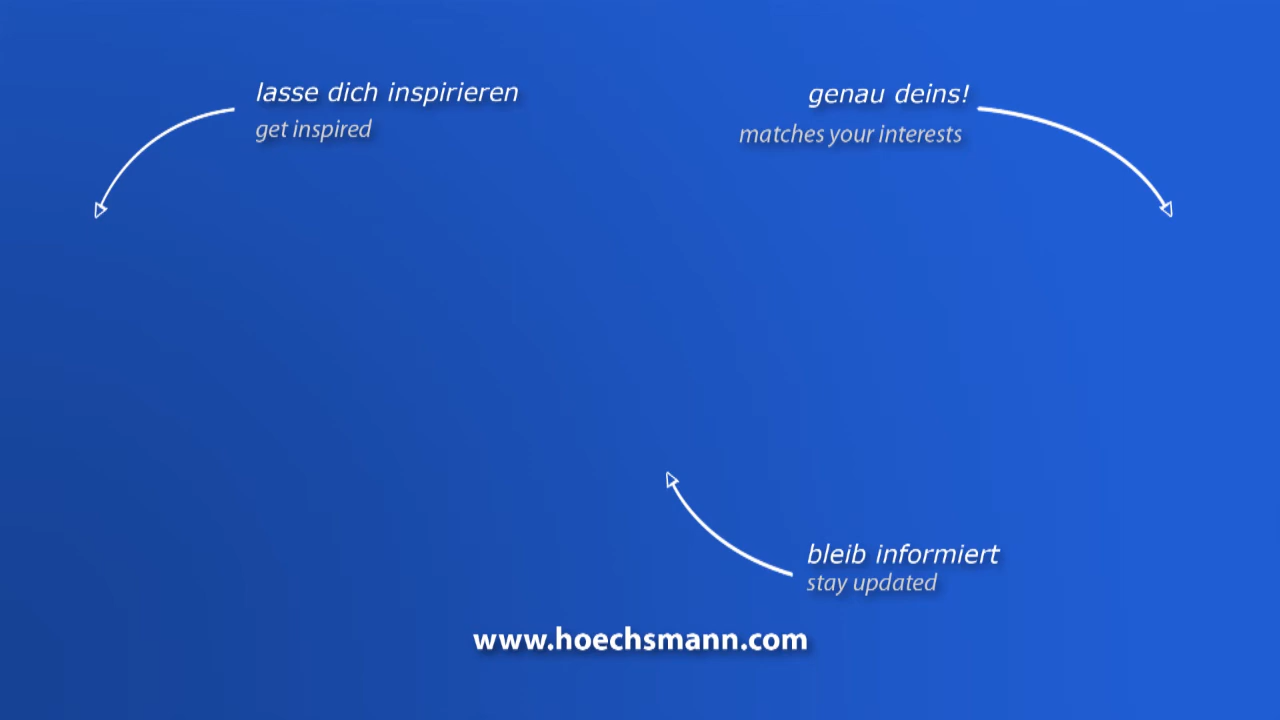 lasse dich inspirieren
get inspired
genau deins!
matches your interests
bleib informiert
stay updated
www.hoechsmann.com